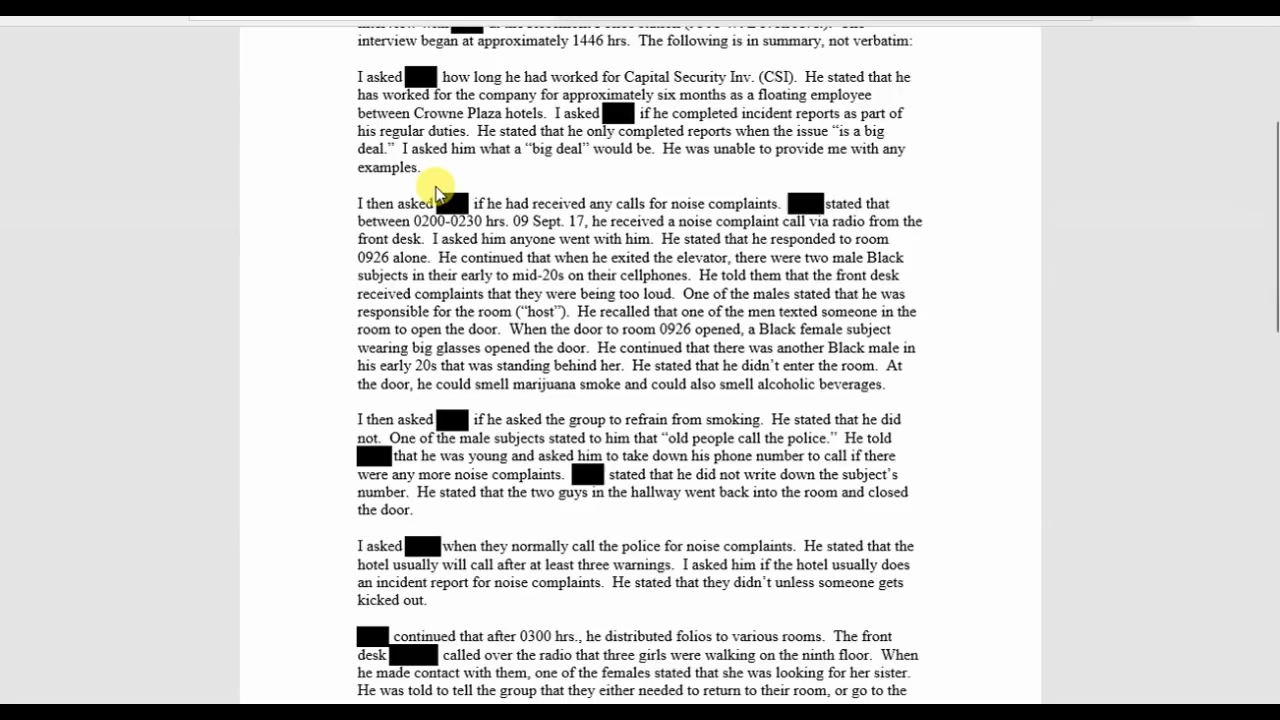 interview began at approximately 1446 hrs.  The following is in summary, not verbatim:
I asked how long he had worked for Capital Security Inv. (CSI).  He stated that he
has worked for the company for approximately six months as a floating employee
between Crowne Plaza hotels.  I asked if he completed incident reports as part of
his regular duties.  He stated that he only completed reports when the issue “is a big
deal.”  I asked him what a “big deal” would be.  He was unable to provide me with any
examples.
I then asked if he had received any calls for noise complaints. stated that
between 0200-0230 hrs. 09 Sept. 17, he received a noise complaint call via radio from the
front desk.  I asked him anyone went with him.  He stated that he responded to room
0926 alone.  He continued that when he exited the elevator, there were two male Black
subjects in their early to mid-20s on their cellphones.  He told them that the front desk
received complaints that they were being too loud.  One of the males stated that he was
responsible for the room (“host”).  He recalled that one of the men texted someone in the
room to open the door.  When the door to room 0926 opened, a Black female subject
wearing big glasses opened the door.  He continued that there was another Black male in
his early 20s that was standing behind her.  He stated that he didn’t enter the room.  At
the door, he could smell marijuana smoke and could also smell alcoholic beverages.
I then asked if he asked the group to refrain from smoking.  He stated that he did
not.  One of the male subjects stated to him that “old people call the police.”  He told
that he was young and asked him to take down his phone number to call if there
were any more noise complaints. stated that he did not write down the subject’s
number.  He stated that the two guys in the hallway went back into the room and closed
the door.
I asked when they normally call the police for noise complaints.  He stated that the
hotel usually will call after at least three warnings.  I asked him if the hotel usually does
an incident report for noise complaints.  He stated that they didn’t unless someone gets
kicked out.
continued that after 0300 hrs., he distributed folios to various rooms.  The front
desk called over the radio that three girls were walking on the ninth floor.  When
he made contact with them, one of the females stated that she was looking for her sister.
He was told to tell the group that they either needed to return to their room, or go to the